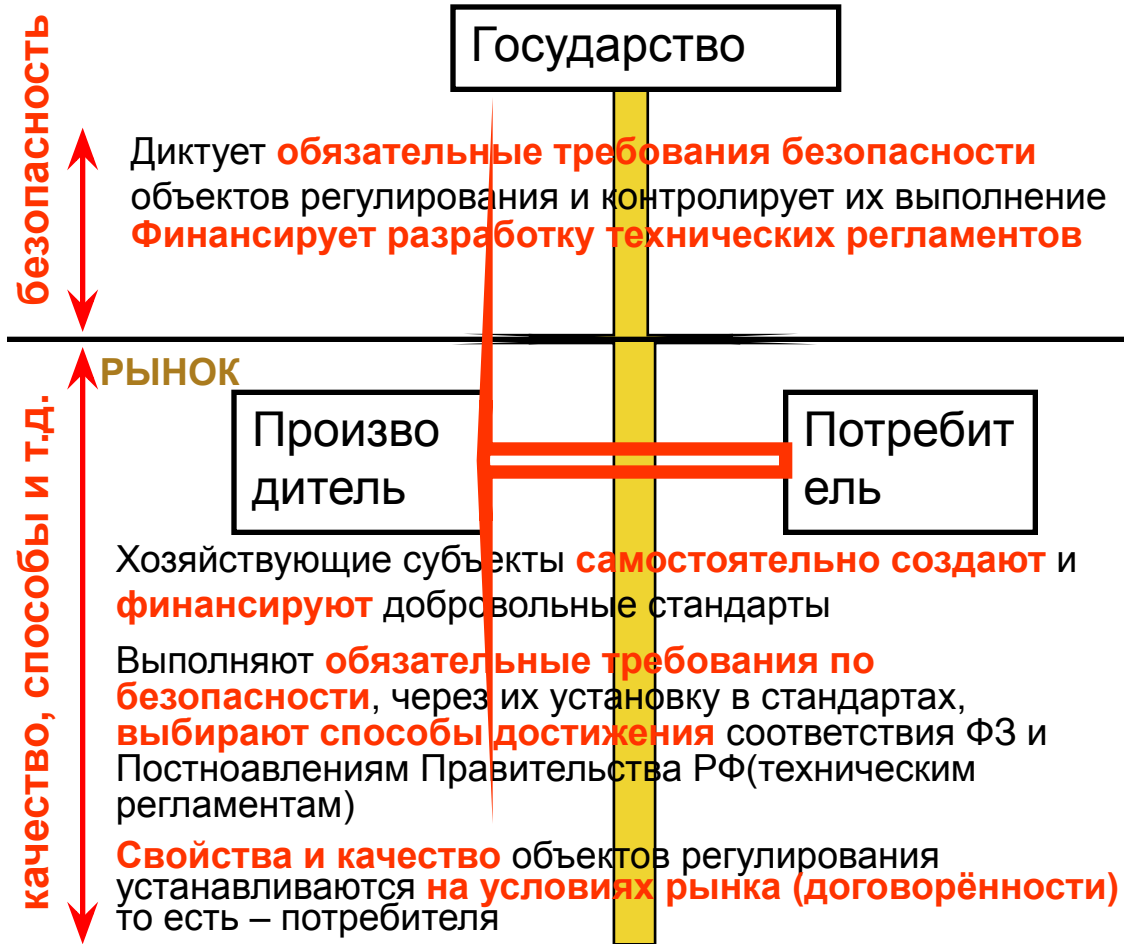 безопасность
Государство
Диктует обязательные требования безопасности
объектов регулирования и контролирует их выполнение
Финансирует разработку технических регламентов
качество, способы и т.д.
РЫНОК
Произво
дитель
Потребит
ель
Хозяйствующие субъекты самостоятельно создают и
финансируют добровольные стандарты
Выполняют обязательные требования по
безопасности, через их установку в стандартах,
выбирают способы достижения соответствия ФЗ и
Постноавлениям Правительства РФ(техническим
регламентам)
Свойства и качество объектов регулирования
устанавливаются на условиях рынка (договорённости)
то есть – потребителя